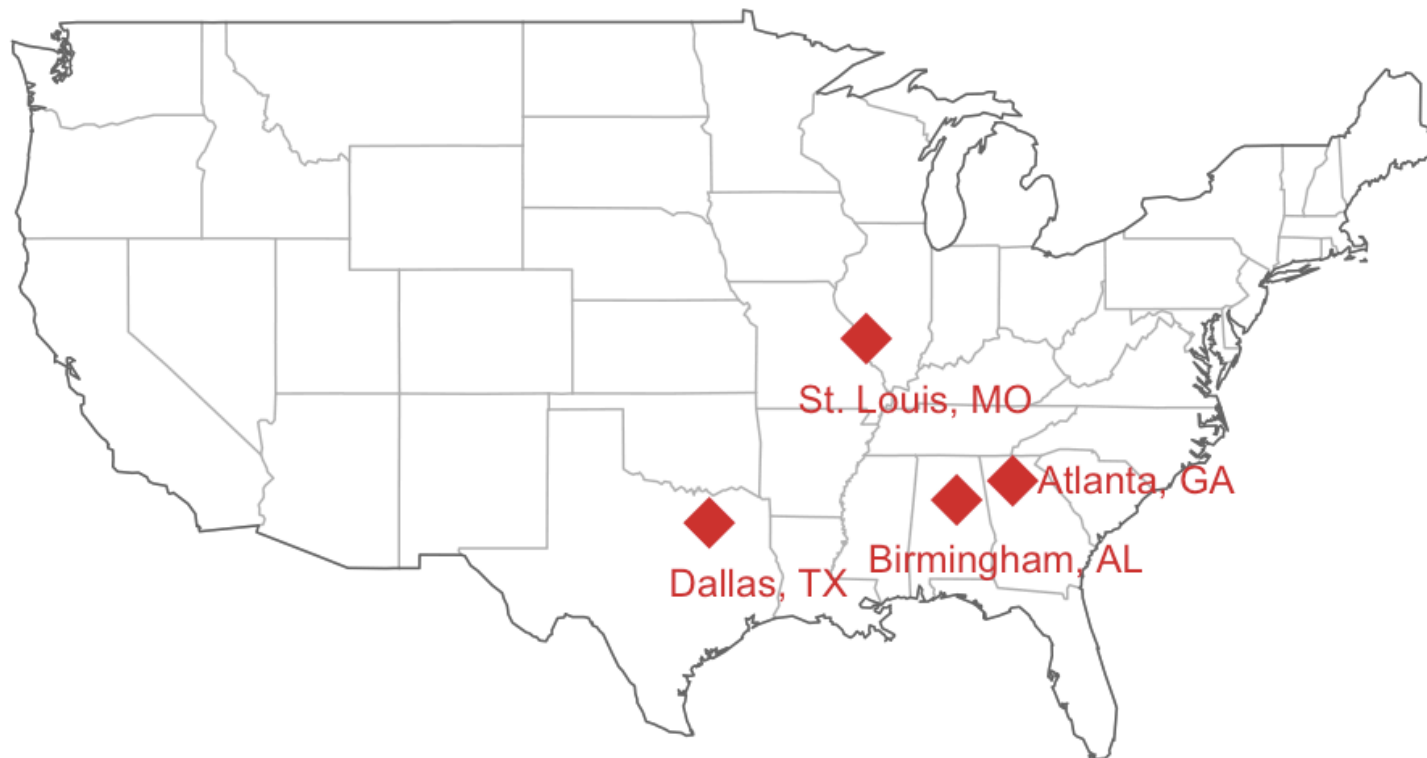 St. Louis, MO
Atlanta, GA
Birmingham, AL
Dallas, TX